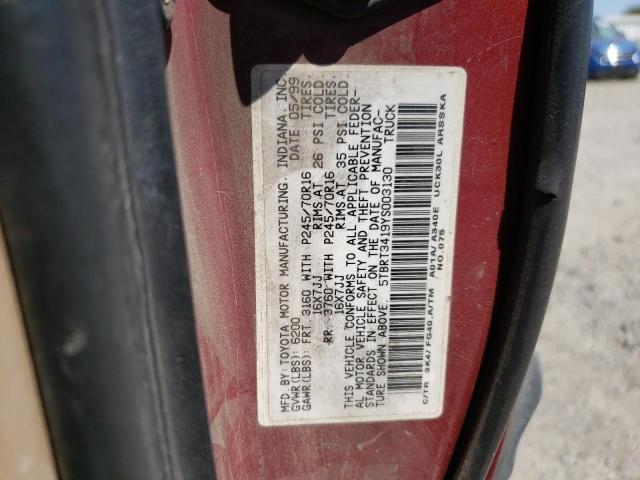 MFD.BY: TOYOTA MOTOR MANUFACTURING, INDIANA, INC.
GVWR(LBS): 6200 DATE 05/99
GAWR(LBS): FRT. 3160 WITH P245/70R16 TIRES,
16X7JJ RIMS.AT 26 PSI COLD
RR. 3760 WITH P245/70R16 TIRES,
16X7JJ RIMS.AT 35 PSI COLD
THIS VEHICLE CONFORMS TO ALL APPLICABLE FEDER-
AL MOTOR VEHICLE SAFETY AND THEFT PREVENTION
STANDARDS IN EFFECT ON THE DATE OF MANUFAC-
TURE SHOWN ABOVE. 5TBRT3419YS003130 TRUCK
C/TR 3K4/FG40.A/TM A01A/A340E UCK30L ARSSKA
NO.075